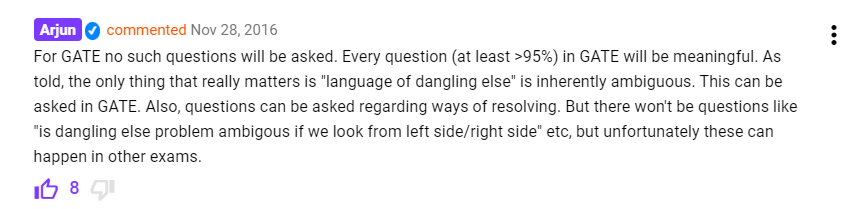 Arjun commented Nov 28, 2016
For GATE no such questions will be asked. Every question (at least >95%) in GATE will be meaningful. As
told, the only thing that really matters is "language of dangling else" is inherently ambiguous. This can be
asked in GATE. Also, questions can be asked regarding ways of resolving. But there won't be questions like
"is dangling else problem ambigous if we look from left side/right side" etc, but unfortunately these can
happen in other exams.
8